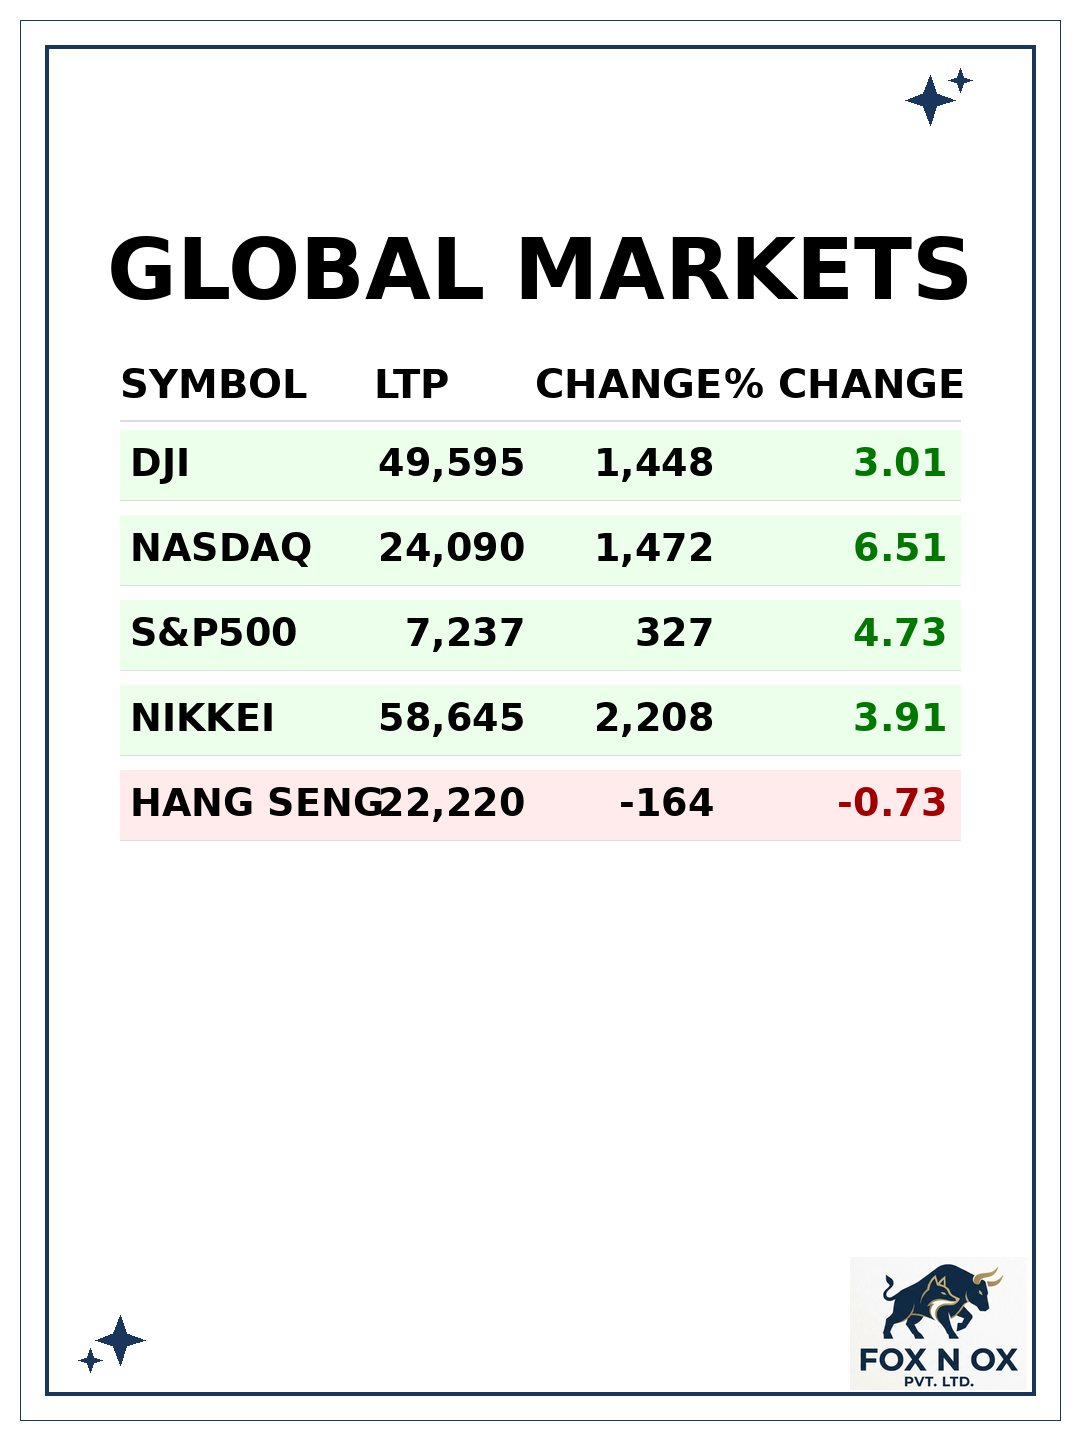 GLOBAL MARKETS
SYMBOL LTP CHANGE % CHANGE
DJI 49,595 1,448 3.01
NASDAQ 24,090 1,472 6.51
S&P500 7,237 327 4.73
NIKKEI 58,645 2,208 3.91
HANG SENG 22,220 -164 -0.73
FOX N OX
PVT. LTD.